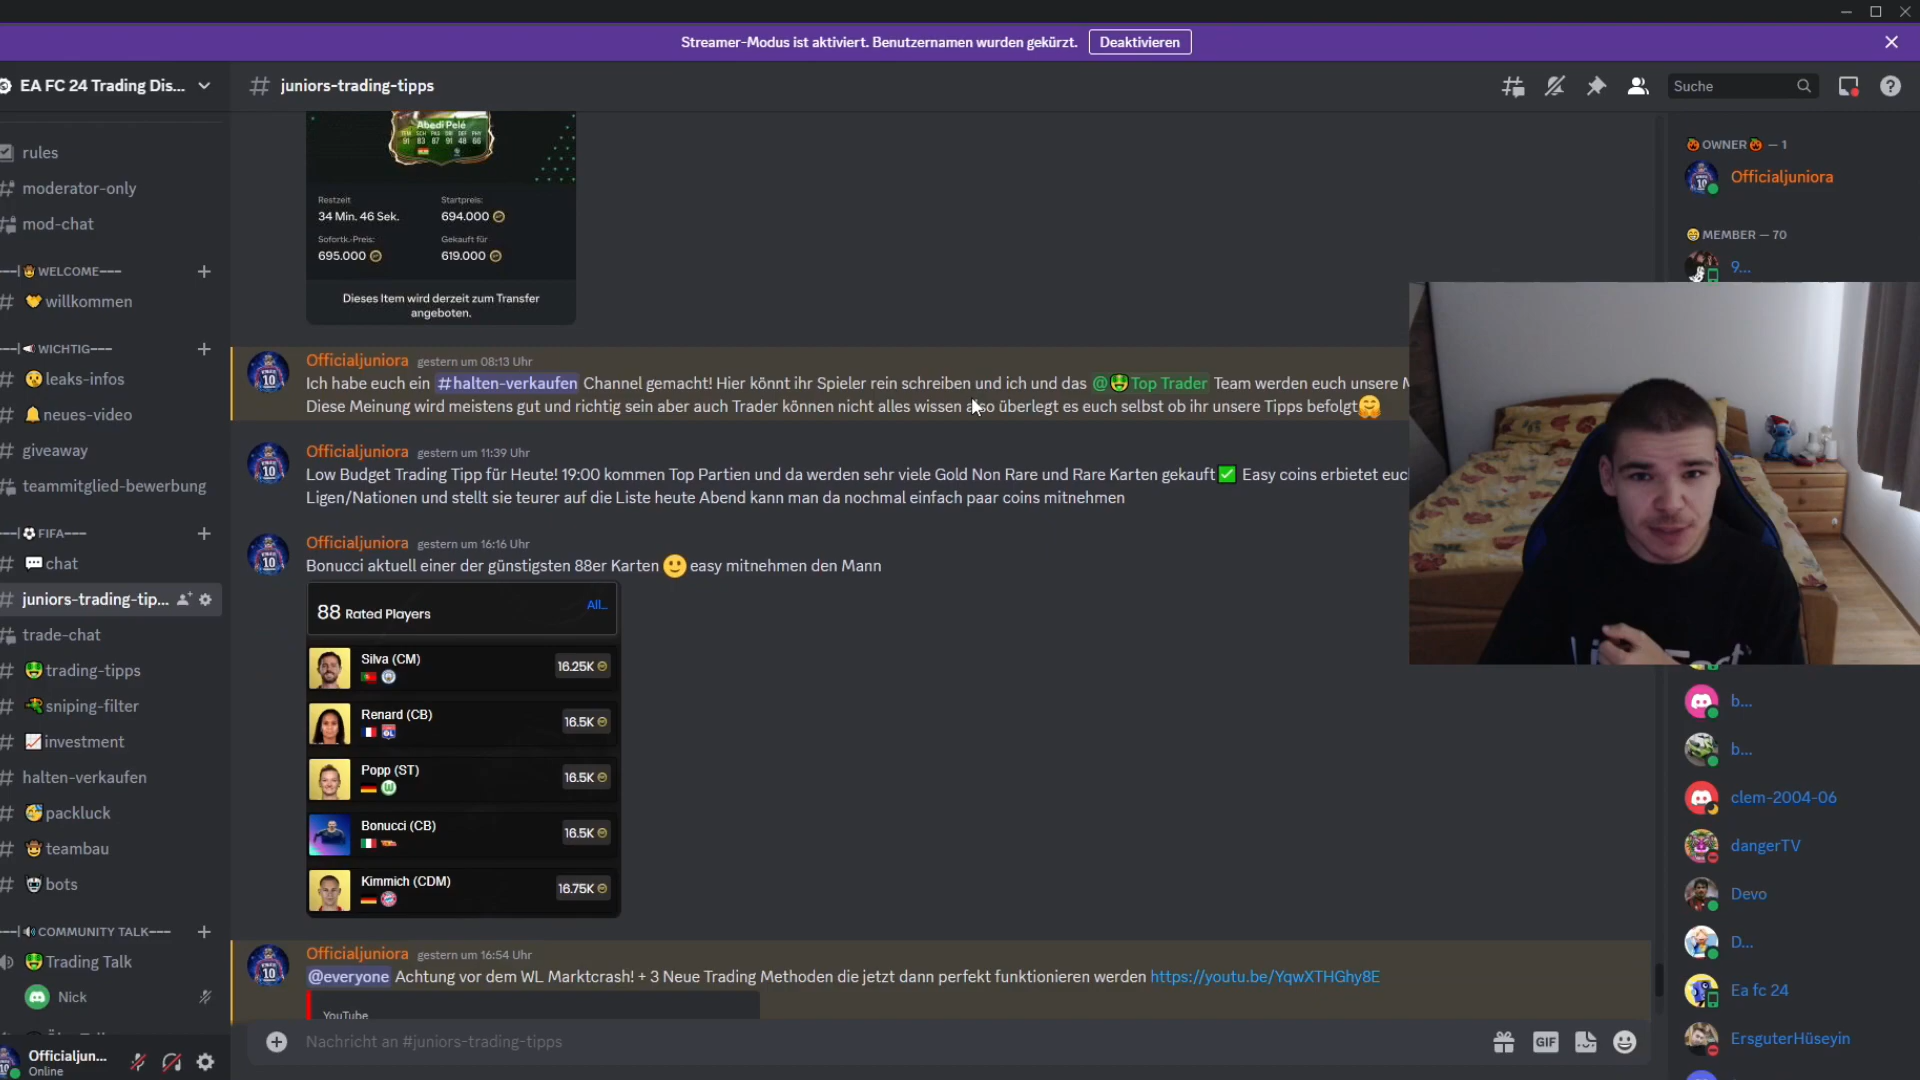 Streamer-Modus ist aktiviert. Benutzernamen wurden gekürzt. Deaktivieren
EA FC 24 Trading Dis...
rules
moderator-only
mod-chat
WELCOME
willkommen
WICHTIG
leaks-infos
neues-video
giveaway
teammitglied-bewerbung
FIFA
chat
juniors-trading-tip...
trade-chat
trading-tipps
sniping-filter
investment
halten-verkaufen
packluck
teambau
bots
COMMUNITY TALK
Trading Talk
Nick
Officialjun...
Online
# juniors-trading-tipps
Suche
Abedi Pelé
91 83 87 91 48 66
Restzeit
34 Min. 46 Sek.
Startpreis:
694.000
Sofortk.-Preis:
695.000
Gekauft für
619.000
Dieses Item wird derzeit zum Transfer
angeboten.
Officialjuniora gestern um 08:13 Uhr
Ich habe euch ein #halten-verkaufen Channel gemacht! Hier könnt ihr Spieler rein schreiben und ich und das @🤑Top Trader Team werden euch unsere
Diese Meinung wird meistens gut und richtig sein aber auch Trader können nicht alles wissen also überlegt es euch selbst ob ihr unsere Tipps befolgt🤗
Officialjuniora gestern um 11:39 Uhr
Low Budget Trading Tipp für Heute! 19:00 kommen Top Partien und da werden sehr viele Gold Non Rare und Rare Karten gekauft✅ Easy coins erbietet euch
Ligen/Nationen und stellt sie teurer auf die Liste heute Abend kann man da nochmal einfach paar coins mitnehmen
Officialjuniora gestern um 16:16 Uhr
Bonucci aktuell einer der günstigsten 88er Karten 🙂 easy mitnehmen den Mann
88 Rated Players All...
Silva (CM) 16.25K
Renard (CB) 16.5K
Popp (ST) 16.5K
Bonucci (CB) 16.5K
Kimmich (CDM) 16.75K
Officialjuniora gestern um 16:54 Uhr
@everyone Achtung vor dem WL Marktcrash! + 3 Neue Trading Methoden die jetzt dann perfekt funktionieren werden https://youtu.be/YqwXTHGhy8E
YouTube
Nachricht an #juniors-trading-tipps
GIF
OWNER — 1
Officialjuniora
MEMBER — 70
9...
b...
b...
clem-2004-06
dangerTV
Devo
D...
Ea fc 24
ErsguterHüseyin